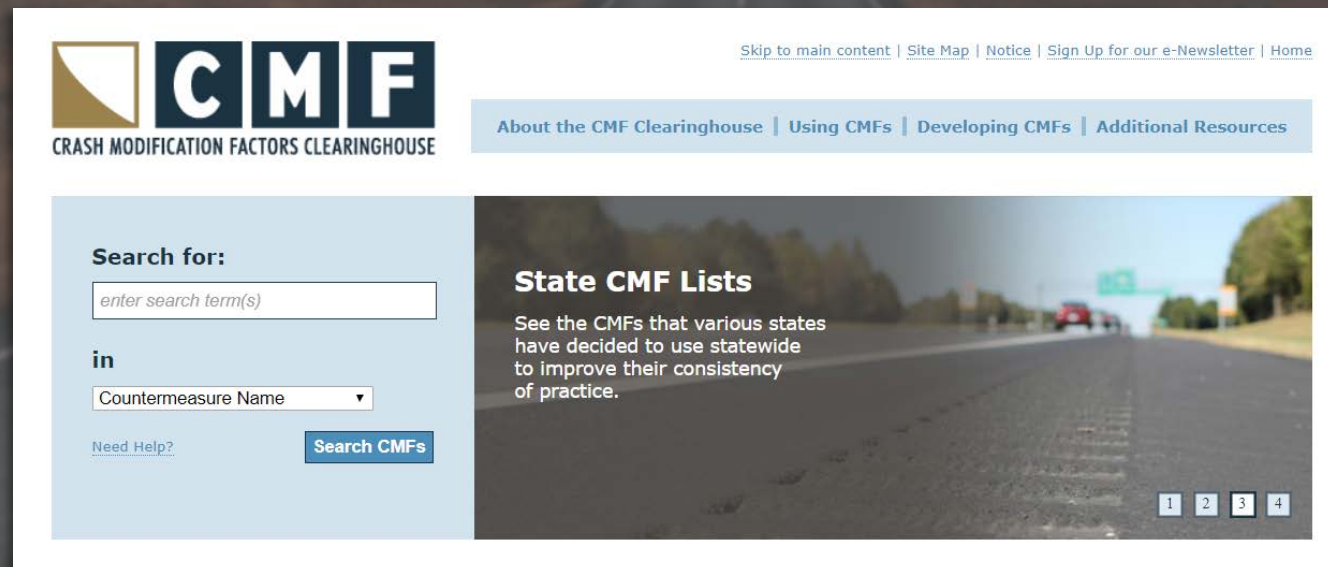 CMF
CRASH MODIFICATION FACTORS CLEARINGHOUSE
Skip to main content | Site Map | Notice | Sign Up for our e-Newsletter | Home
About the CMF Clearinghouse | Using CMFs | Developing CMFs | Additional Resources
Search for:
enter search term(s)
in
Countermeasure Name
Need Help?
Search CMFs
State CMF Lists
See the CMFs that various states
have decided to use statewide
to improve their consistency
of practice.
1 2 3 4